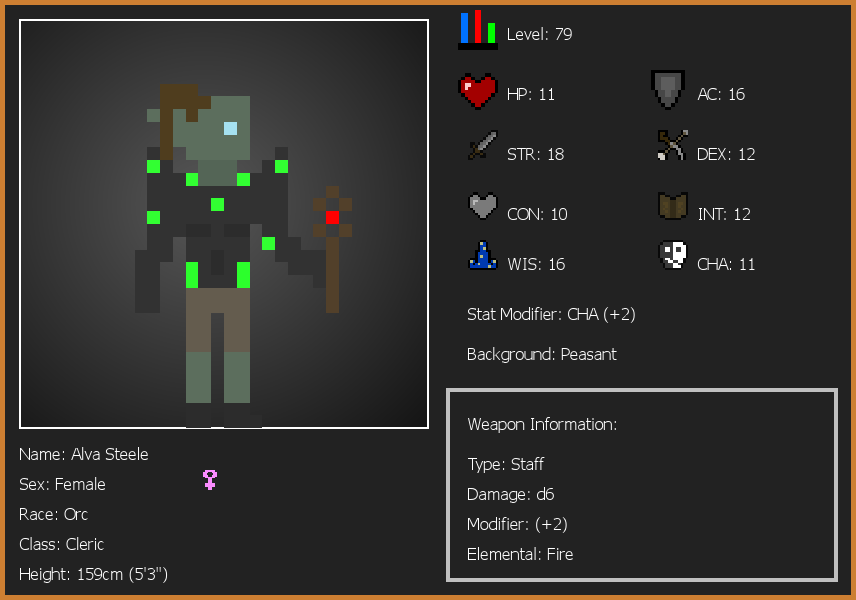 Level: 79
HP: 11
AC: 16
STR: 18
DEX: 12
CON: 10
INT: 12
WIS: 16
CHA: 11
Stat Modifier: CHA (+2)
Background: Peasant
Weapon Information:
Type: Staff
Damage: d6
Modifier: (+2)
Elemental: Fire
Name: Alva Steele
Sex: Female
Race: Orc
Class: Cleric
Height: 159cm (5'3")